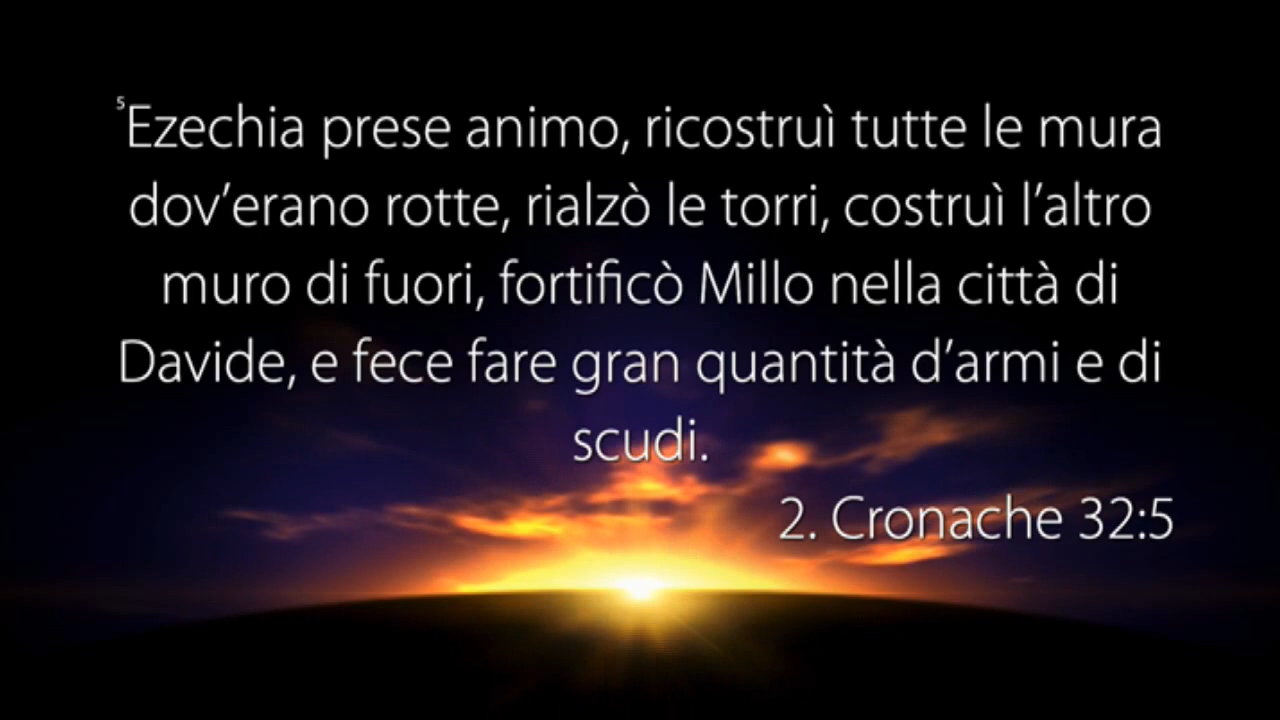 ⁵Ezechia prese animo, ricostruì tutte le mura
dov’erano rotte, rialzò le torri, costruì l’altro
muro di fuori, fortificò Millo nella città di
Davide, e fece fare gran quantità d’armi e di
scudi.
2. Cronache 32:5